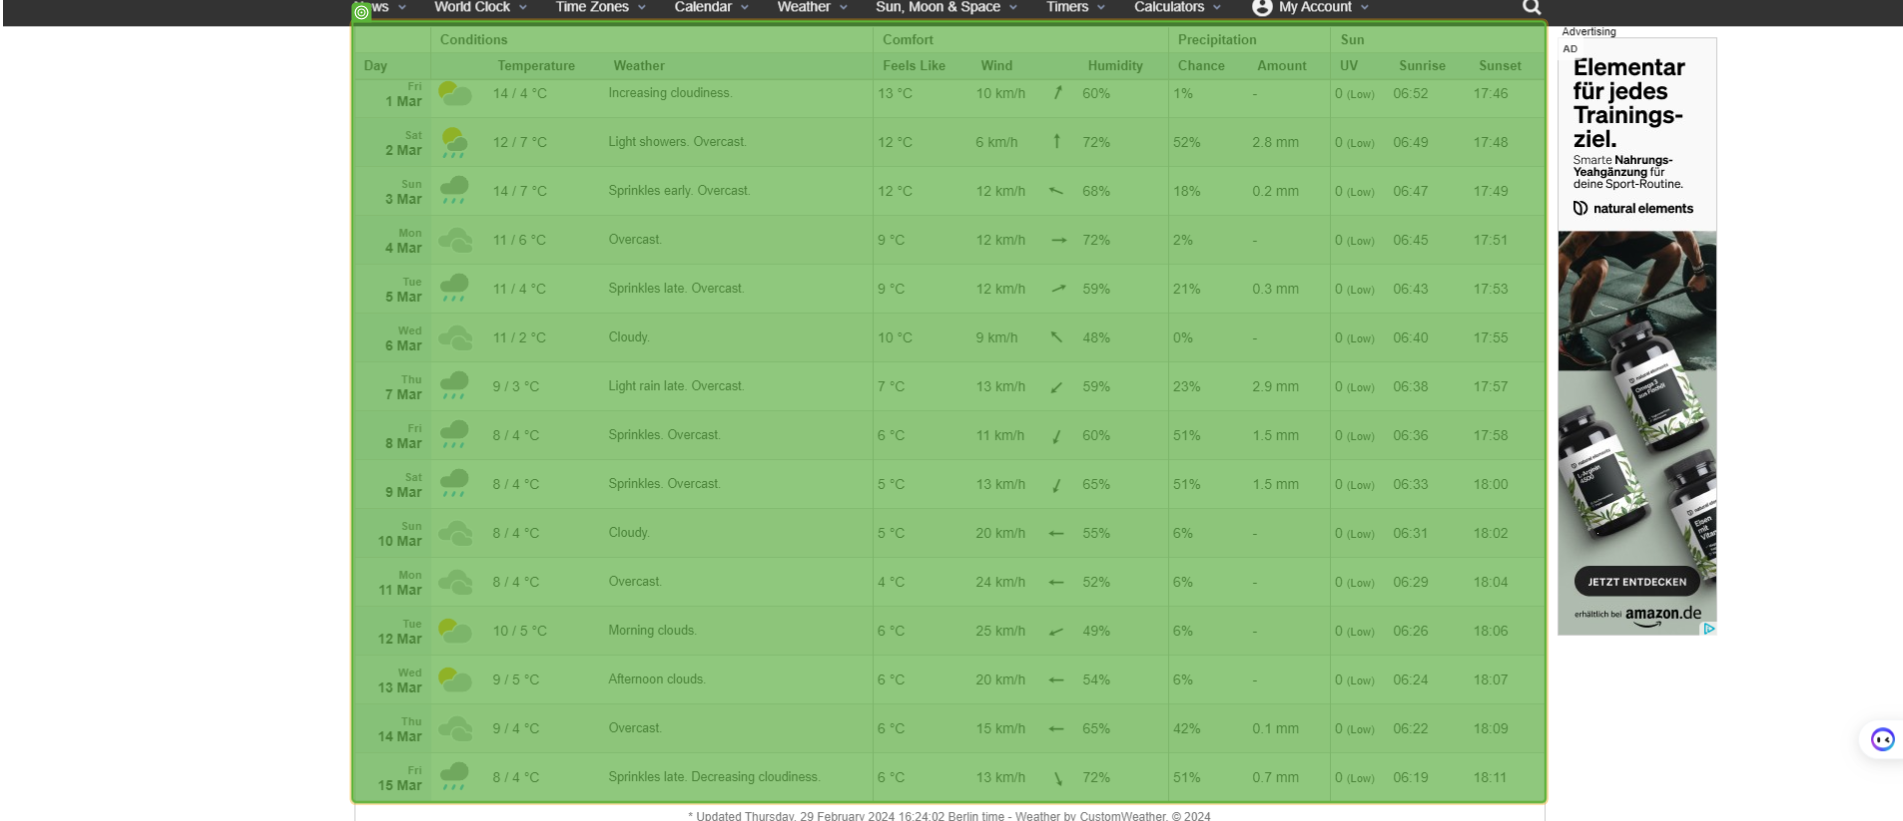 News World Clock Time Zones Calendar Weather Sun, Moon & Space Timers Calculators My Account
Conditions Comfort Precipitation Sun
Day Temperature Weather Feels Like Wind Humidity Chance Amount UV Sunrise Sunset
Fri 1 Mar 14 / 4 °C Increasing cloudiness. 13 °C 10 km/h 60% 1% - 0 (Low) 06:52 17:46
Sat 2 Mar 12 / 7 °C Light showers. Overcast. 12 °C 6 km/h 72% 52% 2.8 mm 0 (Low) 06:49 17:48
Sun 3 Mar 14 / 7 °C Sprinkles early. Overcast. 12 °C 12 km/h 68% 18% 0.2 mm 0 (Low) 06:47 17:49
Mon 4 Mar 11 / 6 °C Overcast. 9 °C 12 km/h 72% 2% - 0 (Low) 06:45 17:51
Tue 5 Mar 11 / 4 °C Sprinkles late. Overcast. 9 °C 12 km/h 59% 21% 0.3 mm 0 (Low) 06:43 17:53
Wed 6 Mar 11 / 2 °C Cloudy. 10 °C 9 km/h 48% 0% - 0 (Low) 06:40 17:55
Thu 7 Mar 9 / 3 °C Light rain late. Overcast. 7 °C 13 km/h 59% 23% 2.9 mm 0 (Low) 06:38 17:57
Fri 8 Mar 8 / 4 °C Sprinkles. Overcast. 6 °C 11 km/h 60% 51% 1.5 mm 0 (Low) 06:36 17:58
Sat 9 Mar 8 / 4 °C Sprinkles. Overcast. 5 °C 13 km/h 65% 51% 1.5 mm 0 (Low) 06:33 18:00
Sun 10 Mar 8 / 4 °C Cloudy. 5 °C 20 km/h 55% 6% - 0 (Low) 06:31 18:02
Mon 11 Mar 8 / 4 °C Overcast. 4 °C 24 km/h 52% 6% - 0 (Low) 06:29 18:04
Tue 12 Mar 10 / 5 °C Morning clouds. 6 °C 25 km/h 49% 6% - 0 (Low) 06:26 18:06
Wed 13 Mar 9 / 5 °C Afternoon clouds. 6 °C 20 km/h 54% 6% - 0 (Low) 06:24 18:07
Thu 14 Mar 9 / 4 °C Overcast. 6 °C 15 km/h 65% 42% 0.1 mm 0 (Low) 06:22 18:09
Fri 15 Mar 8 / 4 °C Sprinkles late. Decreasing cloudiness. 6 °C 13 km/h 72% 51% 0.7 mm 0 (Low) 06:19 18:11
* Updated Thursday, 29 February 2024 16:24:02 Berlin time - Weather by CustomWeather, © 2024
Advertising
AD
Elementar
für jedes
Trainings-
ziel.
Smarte Nahrungs-
Yeahgänzung für
deine Sport-Routine.
natural elements
natural elements
Omega 3
aus Fischöl
natural elements
L-Arginin
4500
Eisen
mit
JETZT ENTDECKEN
erhältlich bei amazon.de